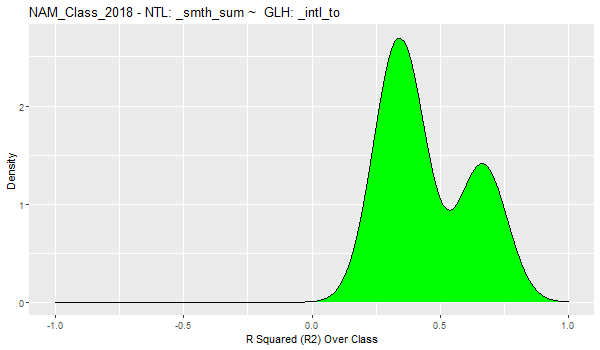 NAM_Class_2018 - NTL: _smth_sum ~  GLH: _intl_to
Density
2
1
0
-1.0 -0.5 0.0 0.5 1.0
R Squared (R2) Over Class